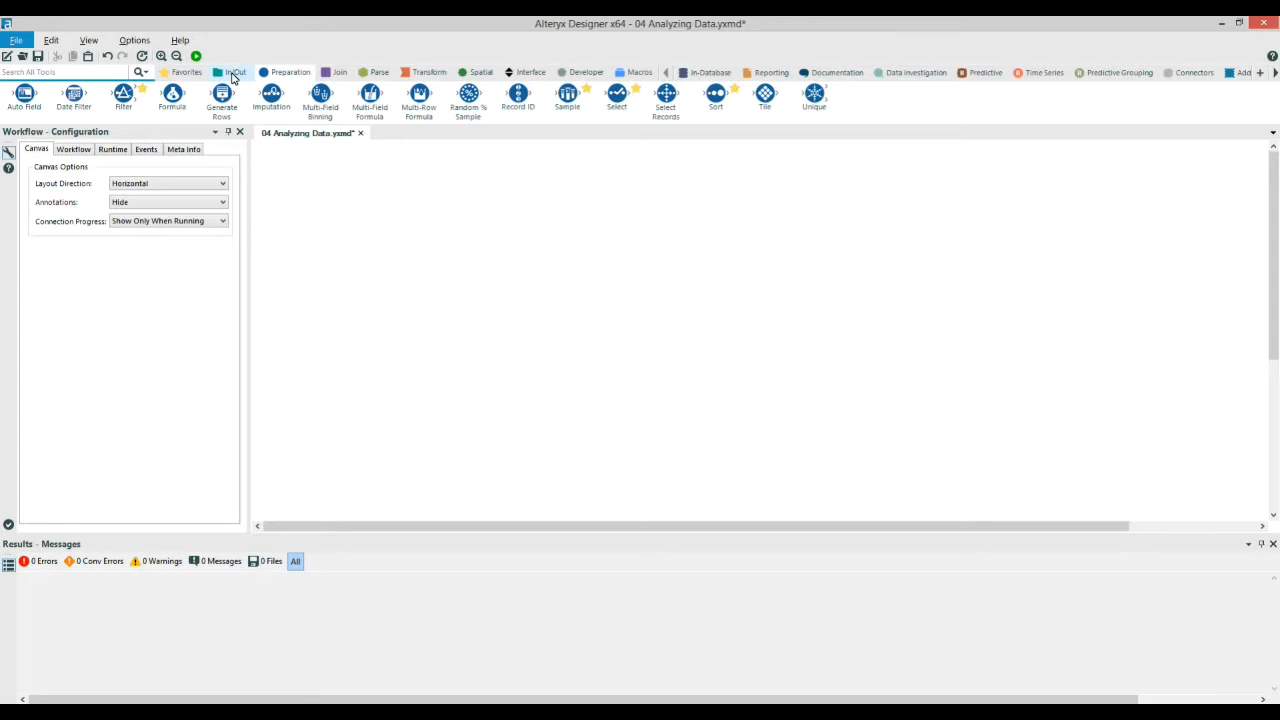 Alteryx Designer x64 - 04 Analyzing Data.yxmd*
File Edit View Options Help
Search All Tools Favorites In/Out Preparation Join Parse Transform Spatial Interface Developer Macros In-Database Reporting Documentation Data Investigation Predictive Time Series Predictive Grouping Connectors Add
Auto Field Date Filter Filter Formula Generate Rows Imputation Multi-Field Binning Multi-Field Formula Multi-Row Formula Random % Sample Record ID Sample Select Select Records Sort Tile Unique
Workflow - Configuration
04 Analyzing Data.yxmd*
Canvas Workflow Runtime Events Meta Info
Canvas Options
Layout Direction: Horizontal
Annotations: Hide
Connection Progress: Show Only When Running
Results - Messages
0 Errors 0 Conv Errors 0 Warnings 0 Messages 0 Files All